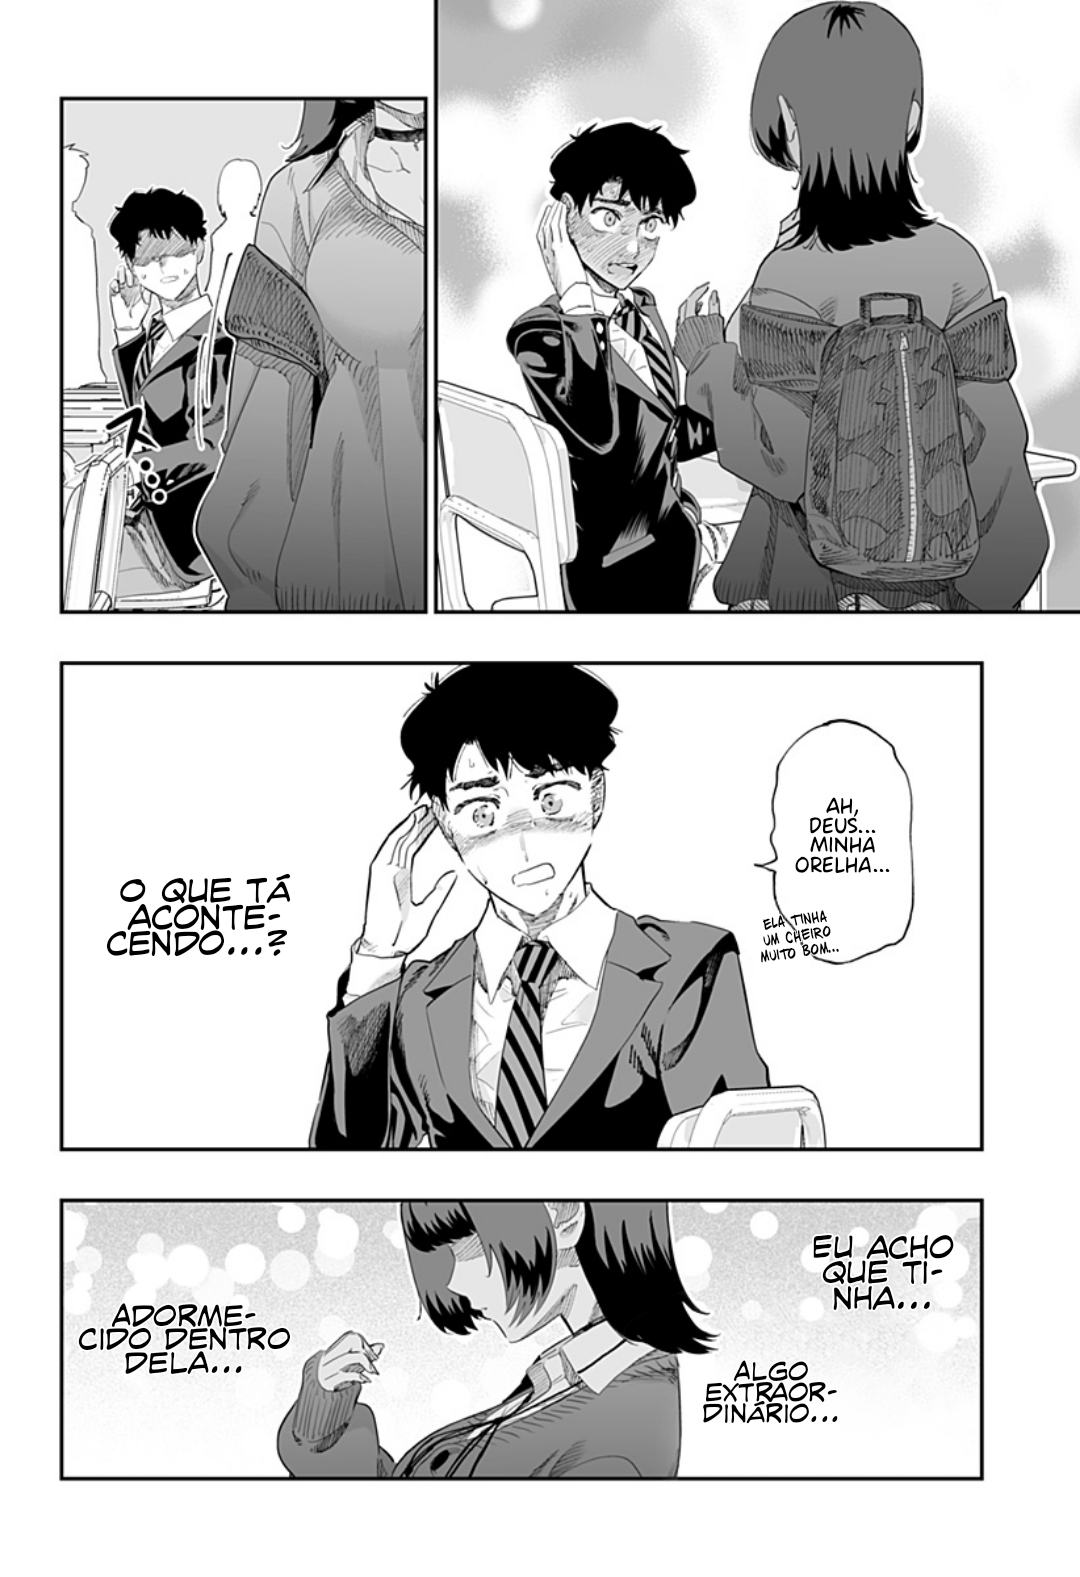 ス
AH,
DEUS...
MINHA
ORELHA...
ELA TINHA
UM CHEIRO
MUITO BOM...
O QUE TÁ
ACONTE-
CENDO...?
EU ACHO
QUE TI-
NHA...
ALGO
EXTRAOR-
DINÁRIO...
ADORME-
CIDO DENTRO
DELA...